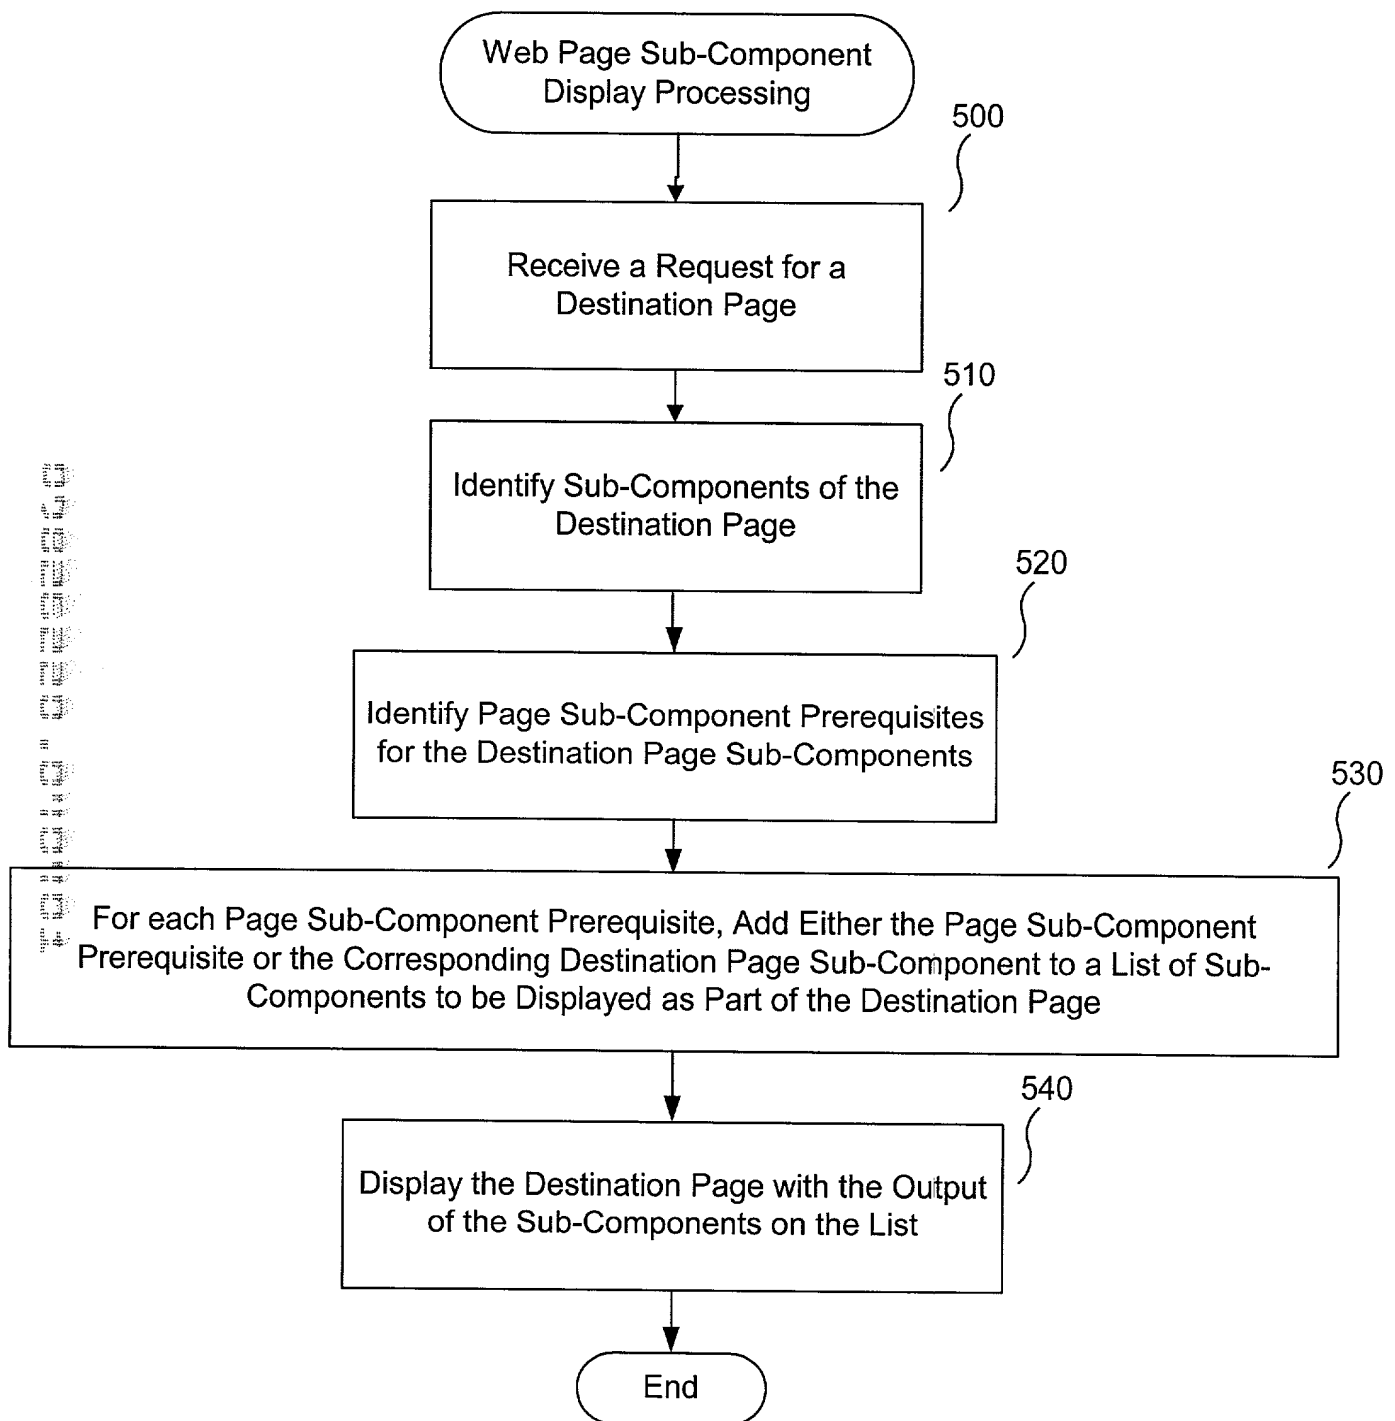 Web Page Sub-Component
Display Processing
500
Receive a Request for a
Destination Page
510
Identify Sub-Components of the
Destination Page
520
Identify Page Sub-Component Prerequisites
for the Destination Page Sub-Components
530
For each Page Sub-Component Prerequisite, Add Either the Page Sub-Component
Prerequisite or the Corresponding Destination Page Sub-Component to a List of Sub-
Components to be Displayed as Part of the Destination Page
540
Display the Destination Page with the Output
of the Sub-Components on the List
End